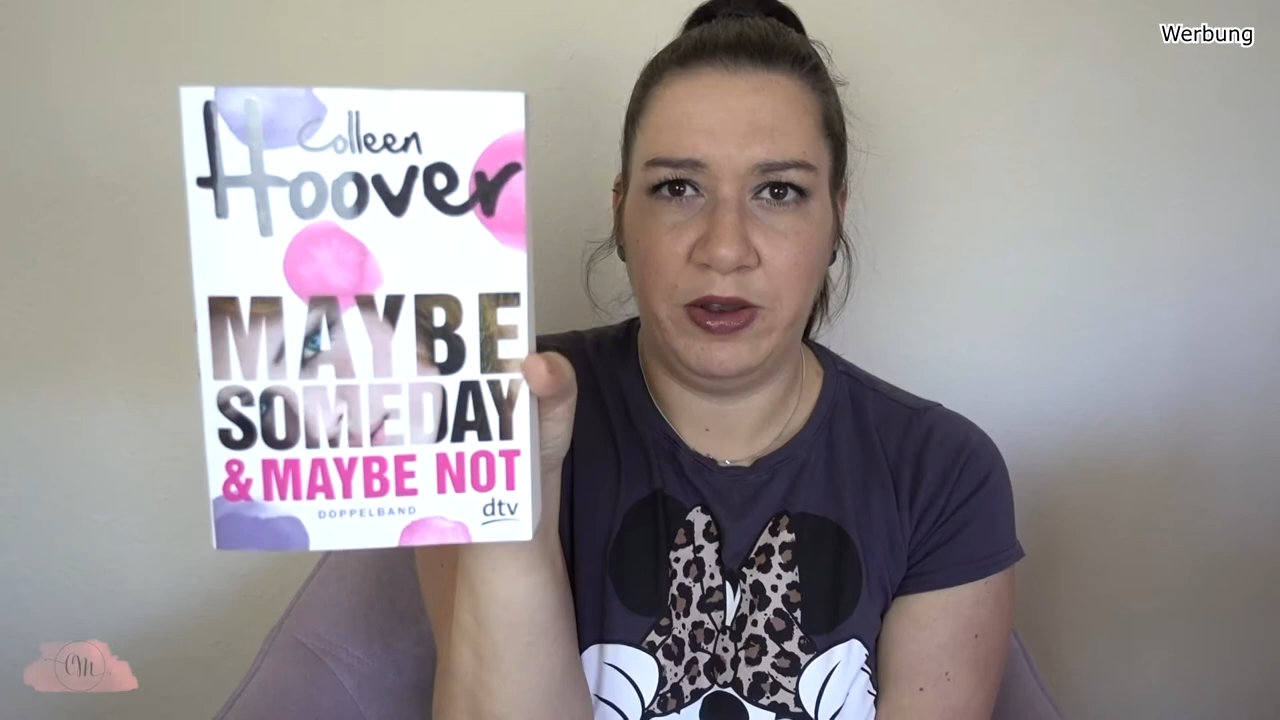 Werbung
Colleen
Hoover
MAYBE
SOMEDAY
& MAYBE NOT
DOPPELBAND
dtv
M